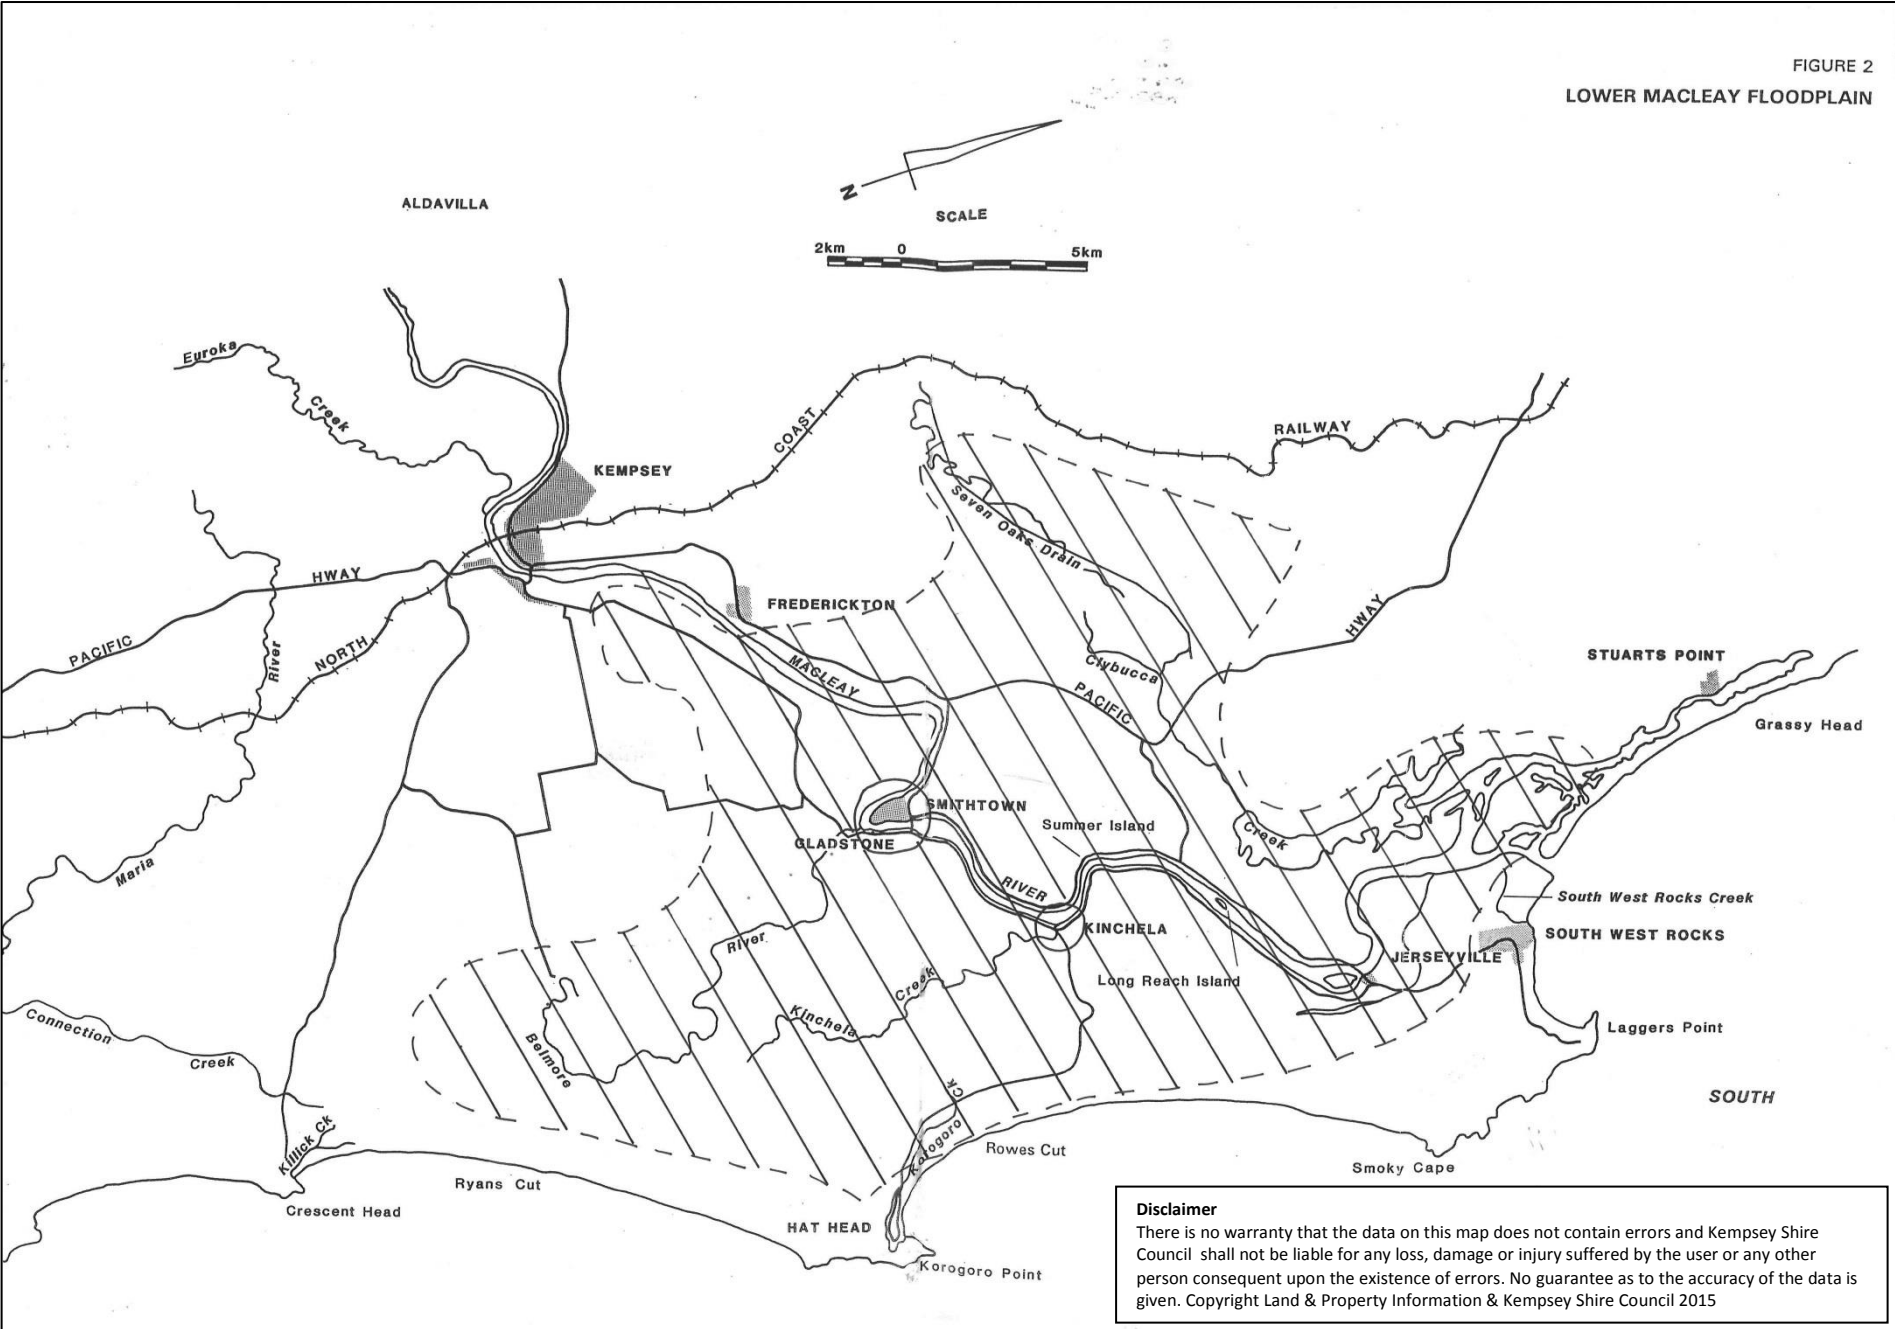 FIGURE 2
LOWER MACLEAY FLOODPLAIN
N
SCALE
2km 0 5km
ALDAVILLA
Euroka
Creek
COAST
RAILWAY
KEMPSEY
Seven Oaks Drain
HWAY
FREDERICKTON
HWAY
PACIFIC
NORTH
River
MACLEAY
Clybucca
PACIFIC
STUARTS POINT
Grassy Head
SMITHTOWN
Summer Island
Creek
GLADSTONE
Maria
RIVER
South West Rocks Creek
KINCHELA
SOUTH WEST ROCKS
River
JERSEYVILLE
Creek
Long Reach Island
Kinchela
Connection
Creek
Belmore
Laggers Point
SOUTH
Korogoro CK
Killick Ck
Rowes Cut
Smoky Cape
Ryans Cut
Crescent Head
HAT HEAD
Korogoro Point
Disclaimer
There is no warranty that the data on this map does not contain errors and Kempsey Shire
Council shall not be liable for any loss, damage or injury suffered by the user or any other
person consequent upon the existence of errors. No guarantee as to the accuracy of the data is
given. Copyright Land & Property Information & Kempsey Shire Council 2015